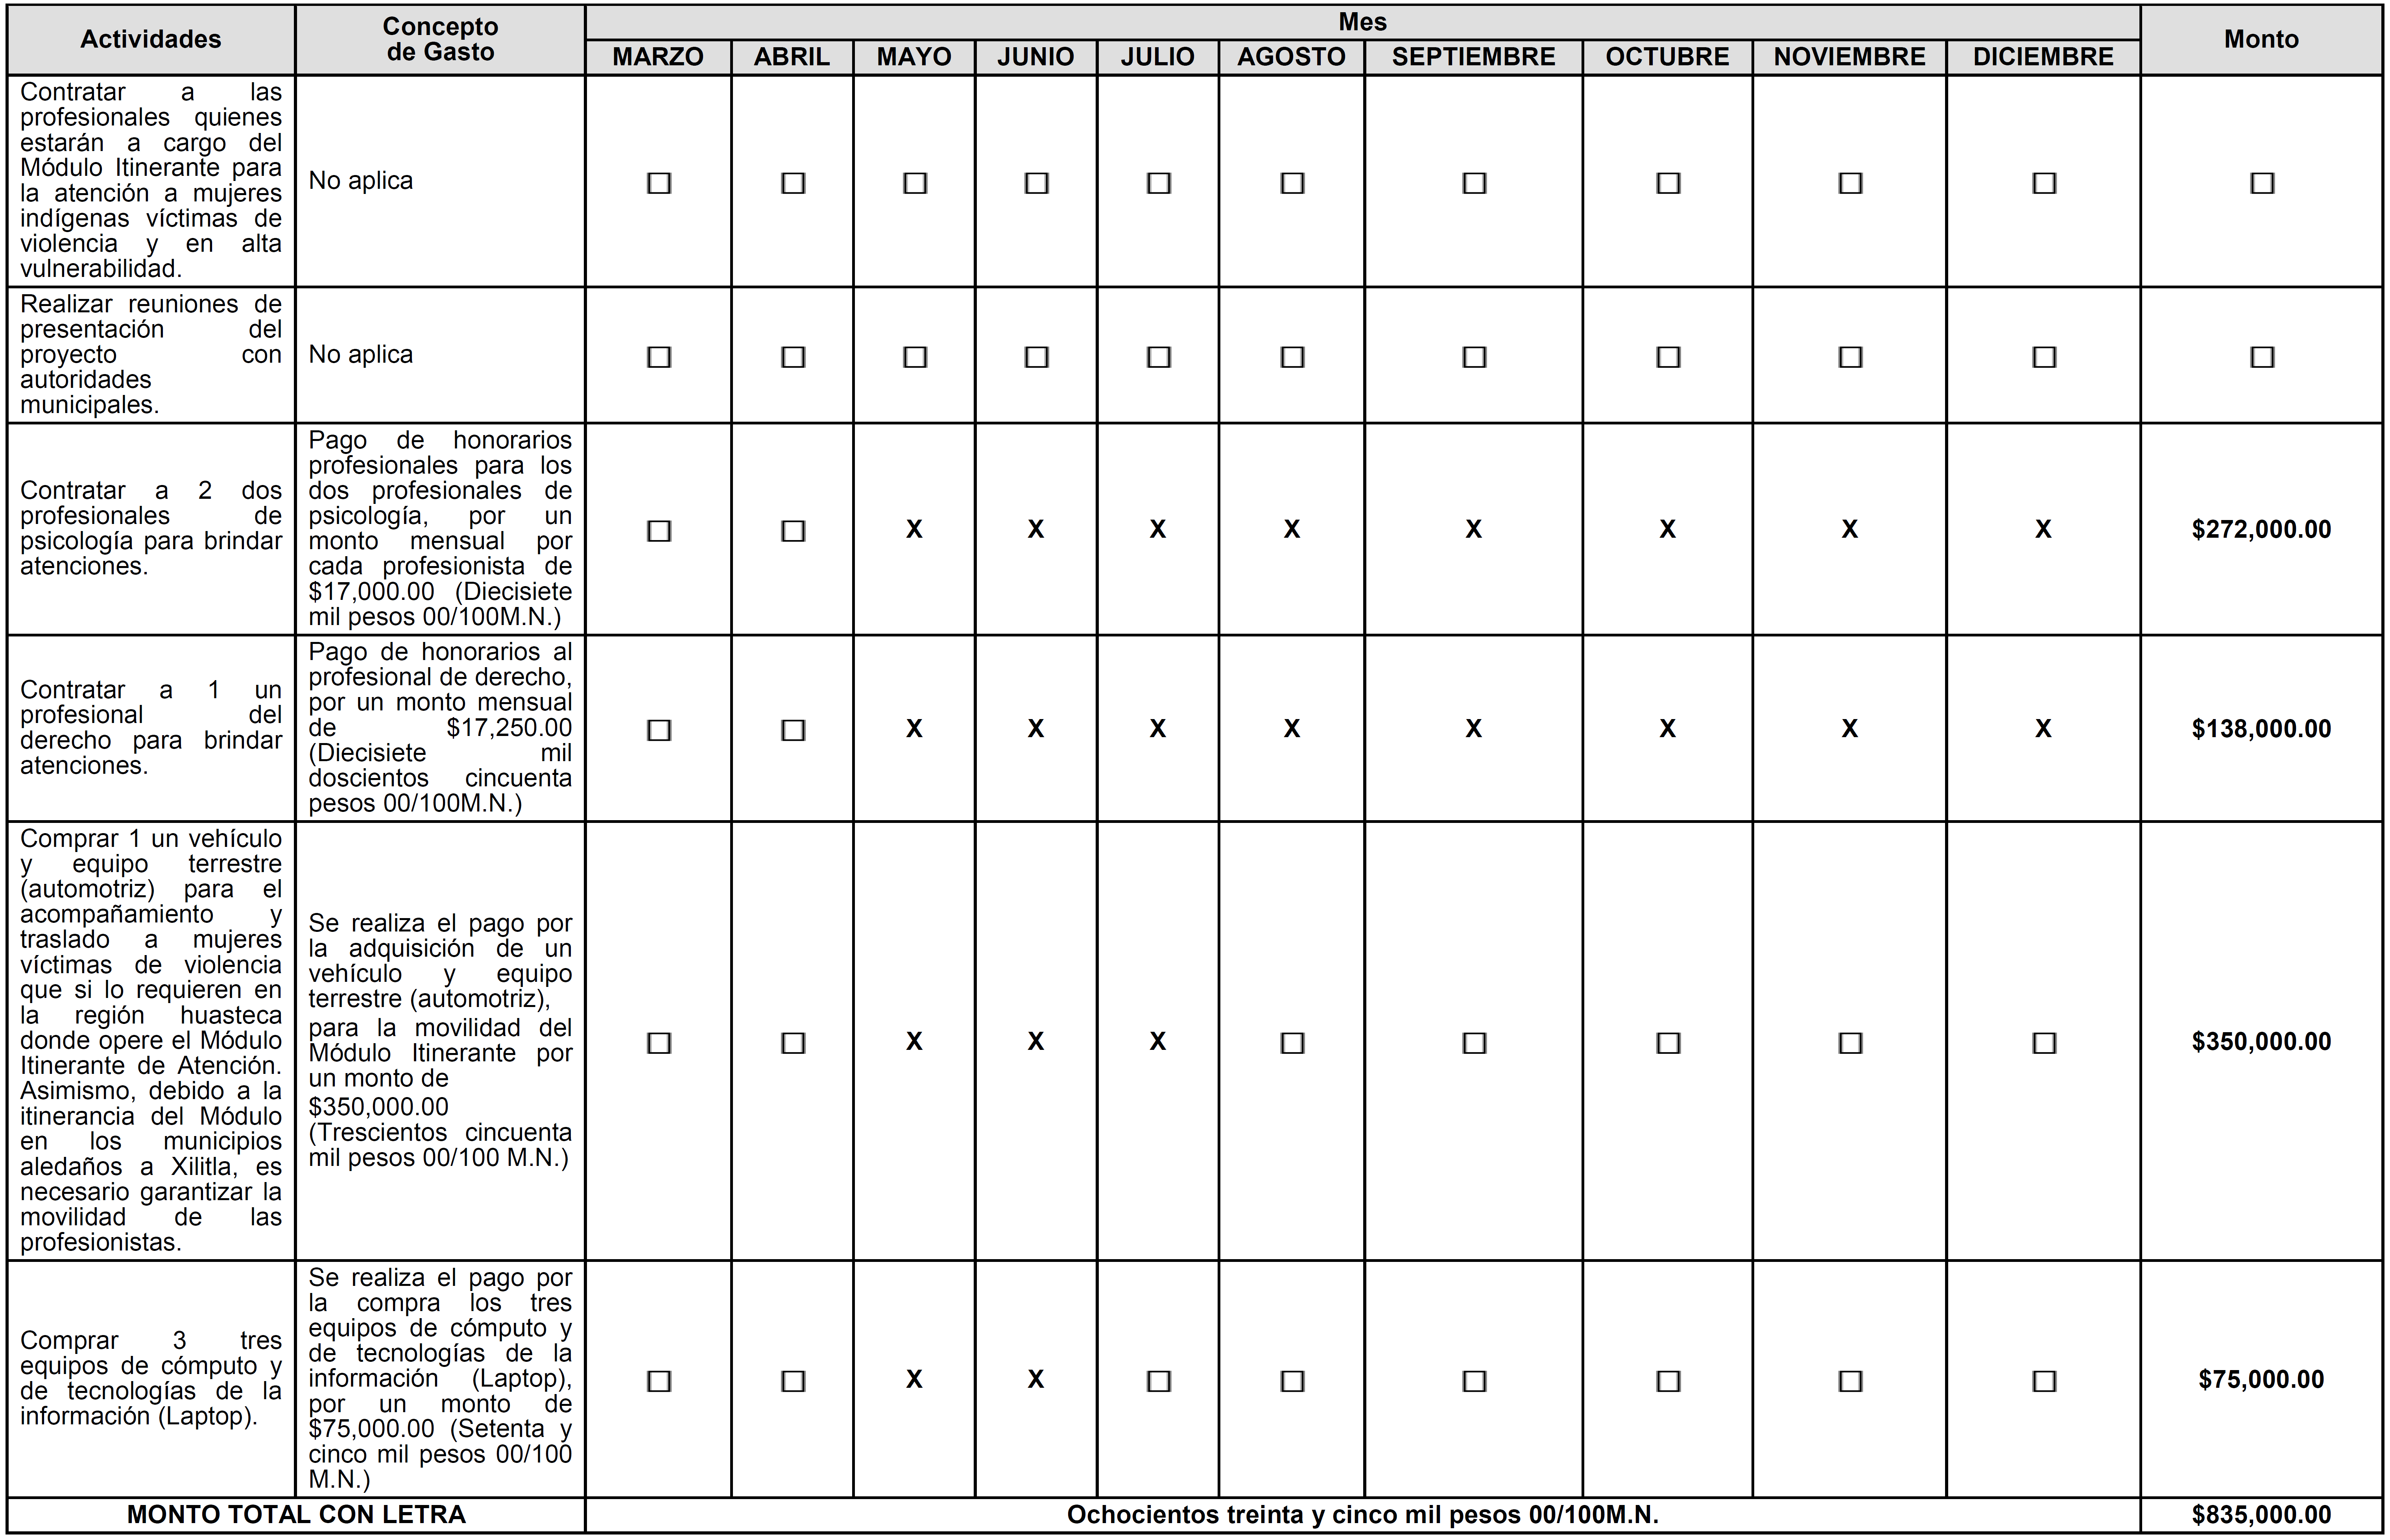 Actividades
Concepto
de Gasto
Mes
Monto
MARZO ABRIL MAYO JUNIO JULIO AGOSTO SEPTIEMBRE OCTUBRE NOVIEMBRE DICIEMBRE
Contratar a las
profesionales quienes
estarán a cargo del
Módulo Itinerante para
la atención a mujeres
indígenas víctimas de
violencia y en alta
vulnerabilidad.
No aplica
□ □ □ □ □ □ □ □ □ □ □
Realizar reuniones de
presentación del
proyecto con
autoridades
municipales.
No aplica
□ □ □ □ □ □ □ □ □ □ □
Contratar a 2 dos
profesionales de
psicología para brindar
atenciones.
Pago de honorarios
profesionales para los
dos profesionales de
psicología, por un
monto mensual por
cada profesionista de
$17,000.00 (Diecisiete
mil pesos 00/100M.N.)
□ □ X X X X X X X X $272,000.00
Contratar a 1 un
profesional del
derecho para brindar
atenciones.
Pago de honorarios al
profesional de derecho,
por un monto mensual
de $17,250.00
(Diecisiete mil
doscientos cincuenta
pesos 00/100M.N.)
□ □ X X X X X X X X $138,000.00
Comprar 1 un vehículo
y equipo terrestre
(automotriz) para el
acompañamiento y
traslado a mujeres
víctimas de violencia
que si lo requieren en
la región huasteca
donde opere el Módulo
Itinerante de Atención.
Asimismo, debido a la
itinerancia del Módulo
en los municipios
aledaños a Xilitla, es
necesario garantizar la
movilidad de las
profesionistas.
Se realiza el pago por
la adquisición de un
vehículo y equipo
terrestre (automotriz),
para la movilidad del
Módulo Itinerante por
un monto de
$350,000.00
(Trescientos cincuenta
mil pesos 00/100 M.N.)
□ □ X X X □ □ □ □ □ $350,000.00
Comprar 3 tres
equipos de cómputo y
de tecnologías de la
información (Laptop).
Se realiza el pago por
la compra los tres
equipos de cómputo y
de tecnologías de la
información (Laptop),
por un monto de
$75,000.00 (Setenta y
cinco mil pesos 00/100
M.N.)
□ □ X X □ □ □ □ □ □ $75,000.00
MONTO TOTAL CON LETRA
Ochocientos treinta y cinco mil pesos 00/100M.N.
$835,000.00